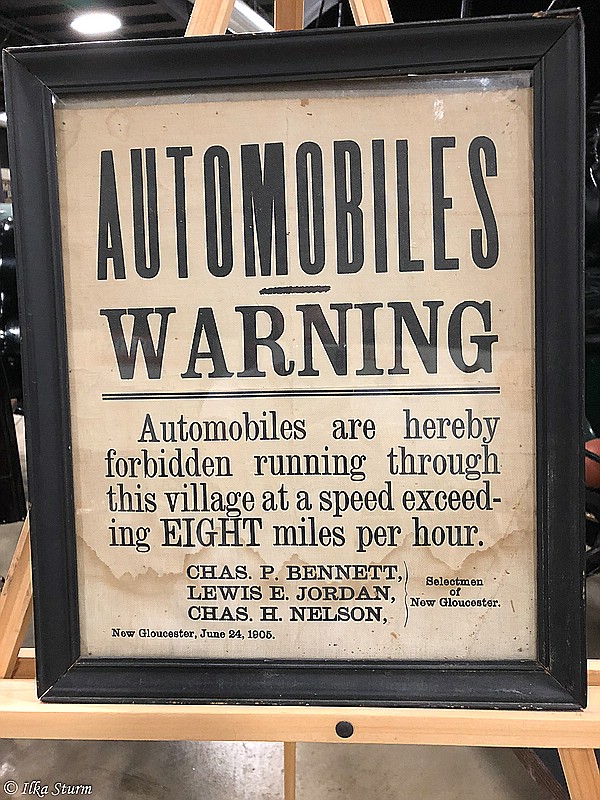 AUTOMOBILES
WARNING
Automobiles are hereby
forbidden running through
this village at a speed exceed-
ing EIGHT miles per hour.
CHAS. P. BENNETT,
LEWIS E. JORDAN,
CHAS. H. NELSON,
Selectmen
of
New Gloucester.
New Gloucester, June 24, 1905.
© Ilka Sturm